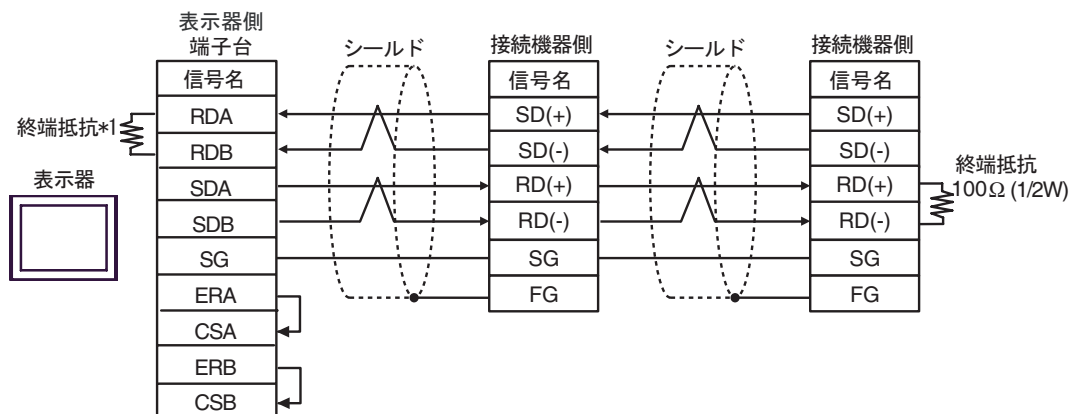 表示器側
端子台
信号名
RDA
RDB
SDA
SDB
SG
ERA
CSA
ERB
CSB
終端抵抗*1
表示器
シールド
接続機器側
信号名
SD(+)
SD(-)
RD(+)
RD(-)
SG
FG
シールド
接続機器側
信号名
SD(+)
SD(-)
RD(+)
RD(-)
SG
FG
終端抵抗
100Ω (1/2W)